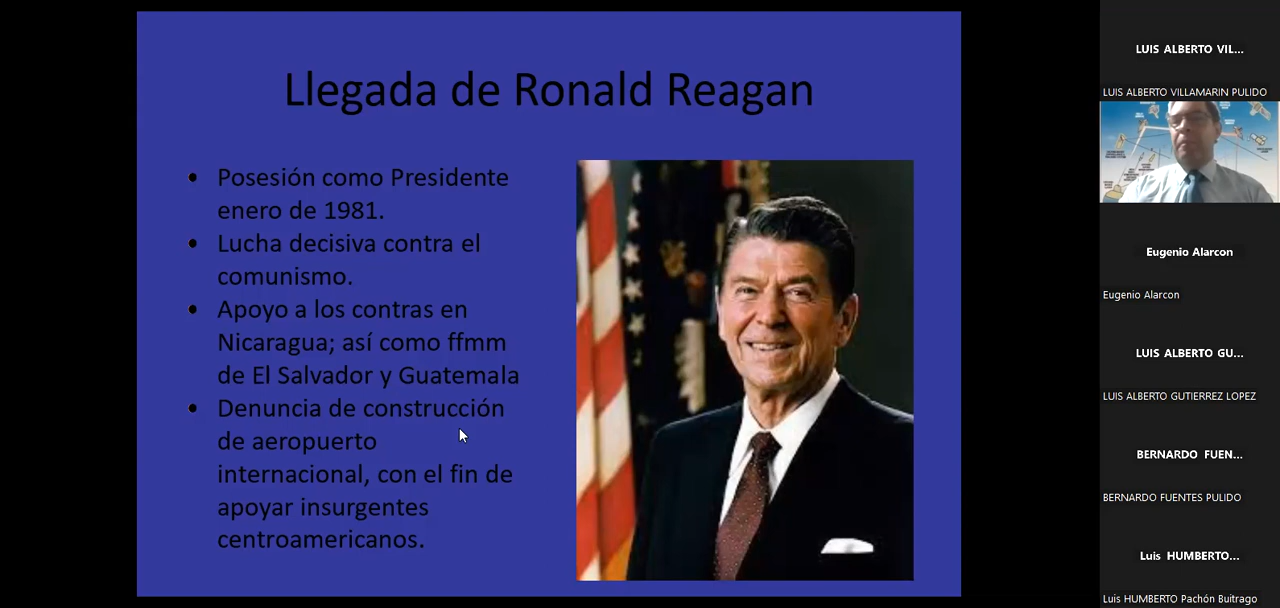 Llegada de Ronald Reagan
• Posesión como Presidente
enero de 1981.
• Lucha decisiva contra el
comunismo.
• Apoyo a los contras en
Nicaragua; así como ffmm
de El Salvador y Guatemala
• Denuncia de construcción
de aeropuerto
internacional, con el fin de
apoyar insurgentes
centroamericanos.
LUIS ALBERTO VIL...
LUIS ALBERTO VILLAMARIN PULIDO
Eugenio Alarcon
Eugenio Alarcon
LUIS ALBERTO GU...
LUIS ALBERTO GUTIERREZ LOPEZ
BERNARDO FUEN...
BERNARDO FUENTES PULIDO
Luis HUMBERTO...
Luis HUMBERTO Pachón Buitrago